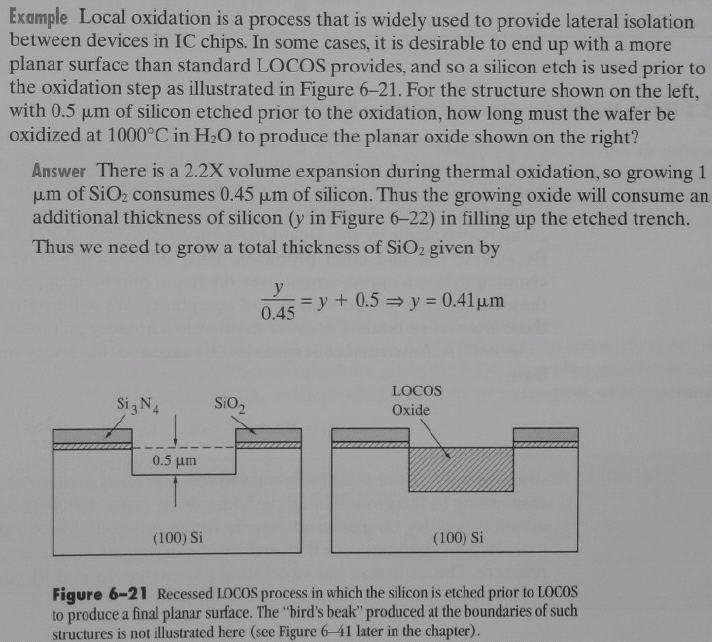 Example Local oxidation is a process that is widely used to provide lateral isolation
between devices in IC chips. In some cases, it is desirable to end up with a more
planar surface than standard LOCOS provides, and so a silicon etch is used prior to
the oxidation step as illustrated in Figure 6–21. For the structure shown on the left,
with 0.5 μm of silicon etched prior to the oxidation, how long must the wafer be
oxidized at 1000°C in H₂O to produce the planar oxide shown on the right?
Answer There is a 2.2X volume expansion during thermal oxidation, so growing 1
μm of SiO₂ consumes 0.45 μm of silicon. Thus the growing oxide will consume an
additional thickness of silicon (y in Figure 6–22) in filling up the etched trench.
Thus we need to grow a total thickness of SiO₂ given by
y/0.45 = y + 0.5 ⇒ y = 0.41 μm
Si₃N₄ SiO₂
0.5 μm
(100) Si
LOCOS
Oxide
(100) Si
Figure 6–21 Recessed LOCOS process in which the silicon is etched prior to LOCOS
to produce a final planar surface. The “bird's beak” produced at the boundaries of such
structures is not illustrated here (see Figure 6–41 later in the chapter).